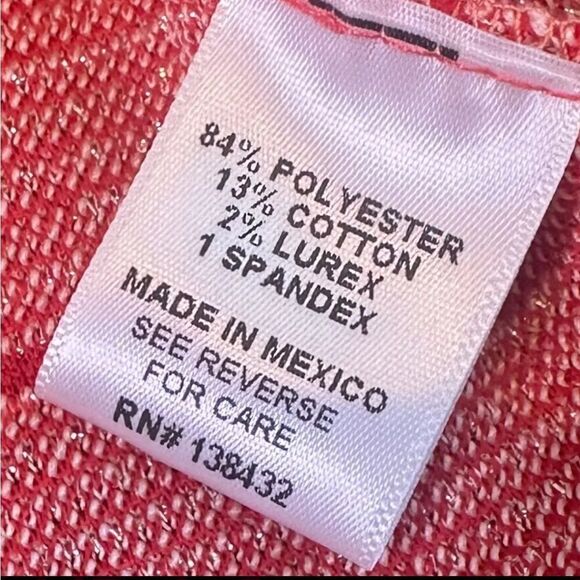 84% POLYESTER
13% COTTON
2% LUREX
1 SPANDEX
MADE IN MEXICO
SEE REVERSE
FOR CARE
RN# 138432